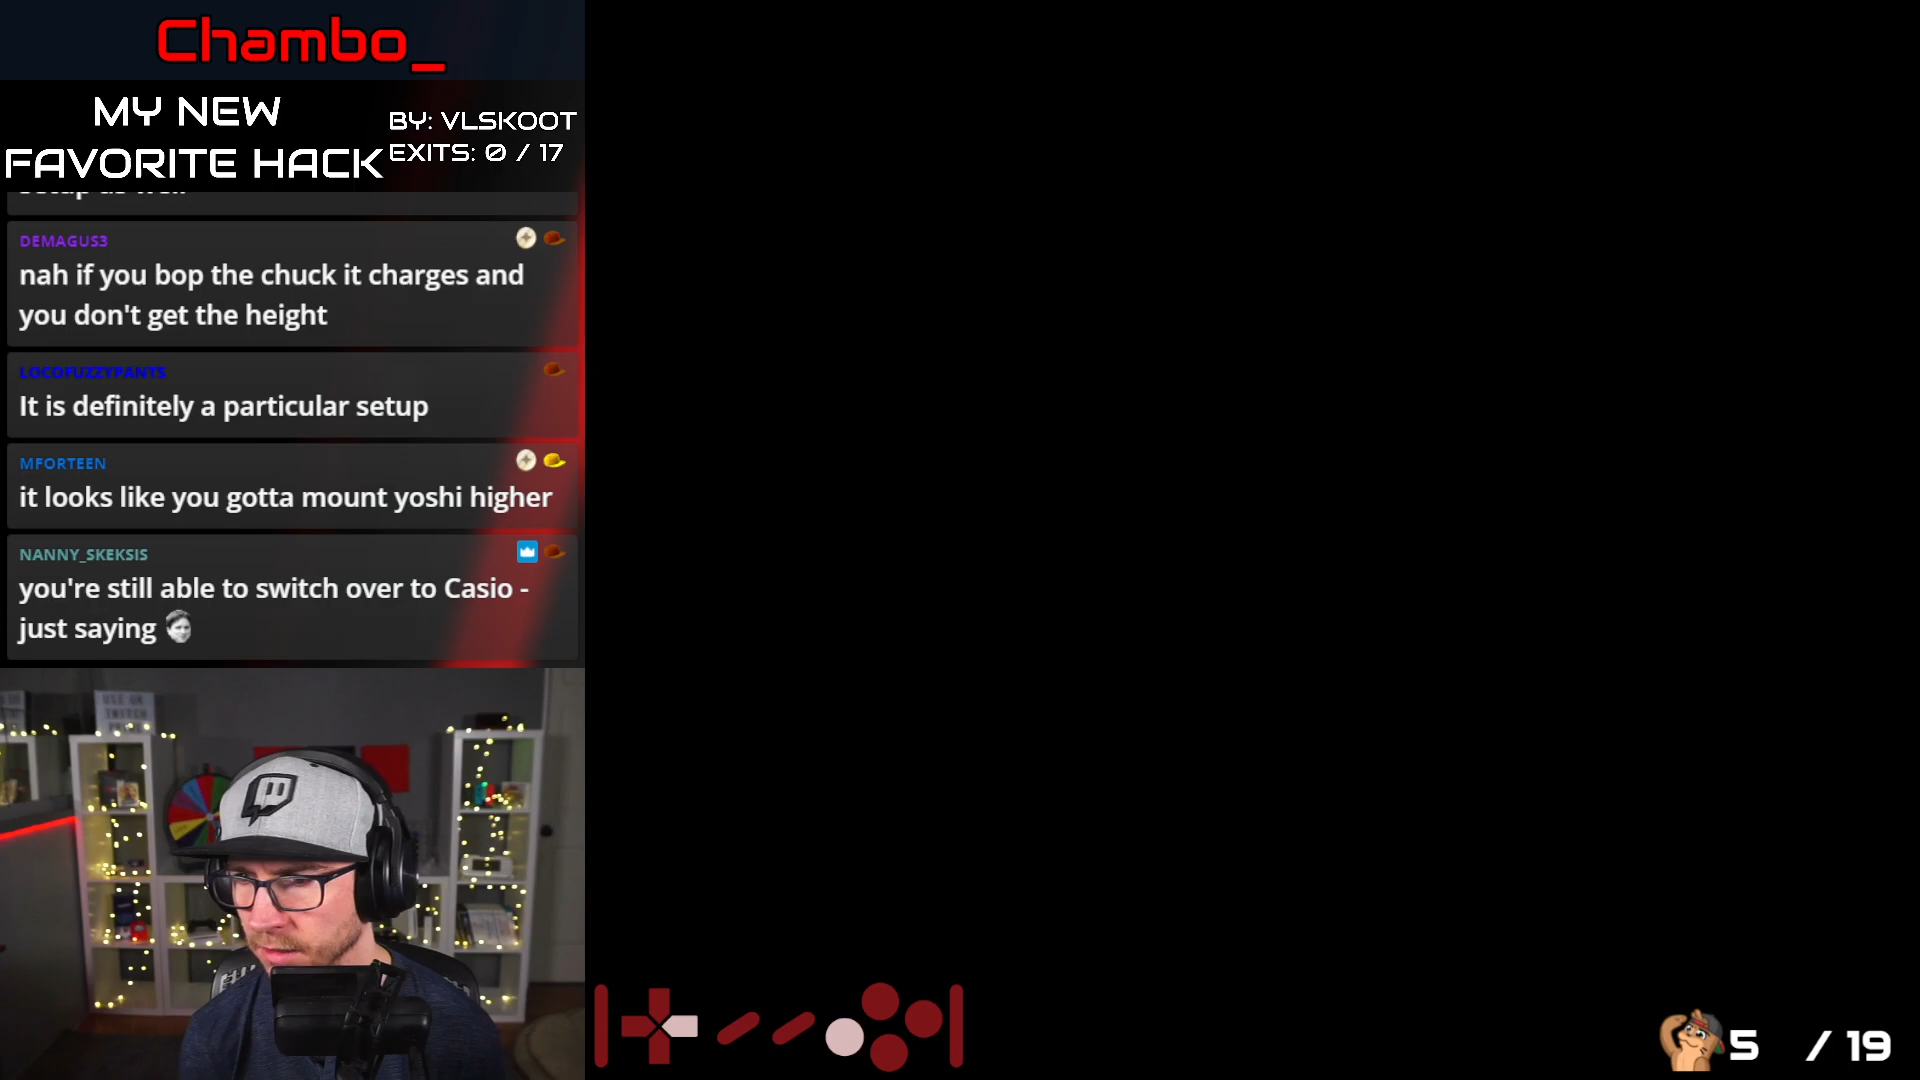 Chambo_
MY NEW
FAVORITE HACK
BY: VLSKOOT
EXITS: 0 / 17
DEMAGUS3
nah if you bop the chuck it charges and
you don't get the height
LOCOFUZZYPANTS
It is definitely a particular setup
MFORTEEN
it looks like you gotta mount yoshi higher
NANNY_SKEKSIS
you're still able to switch over to Casio -
just saying
5 / 19